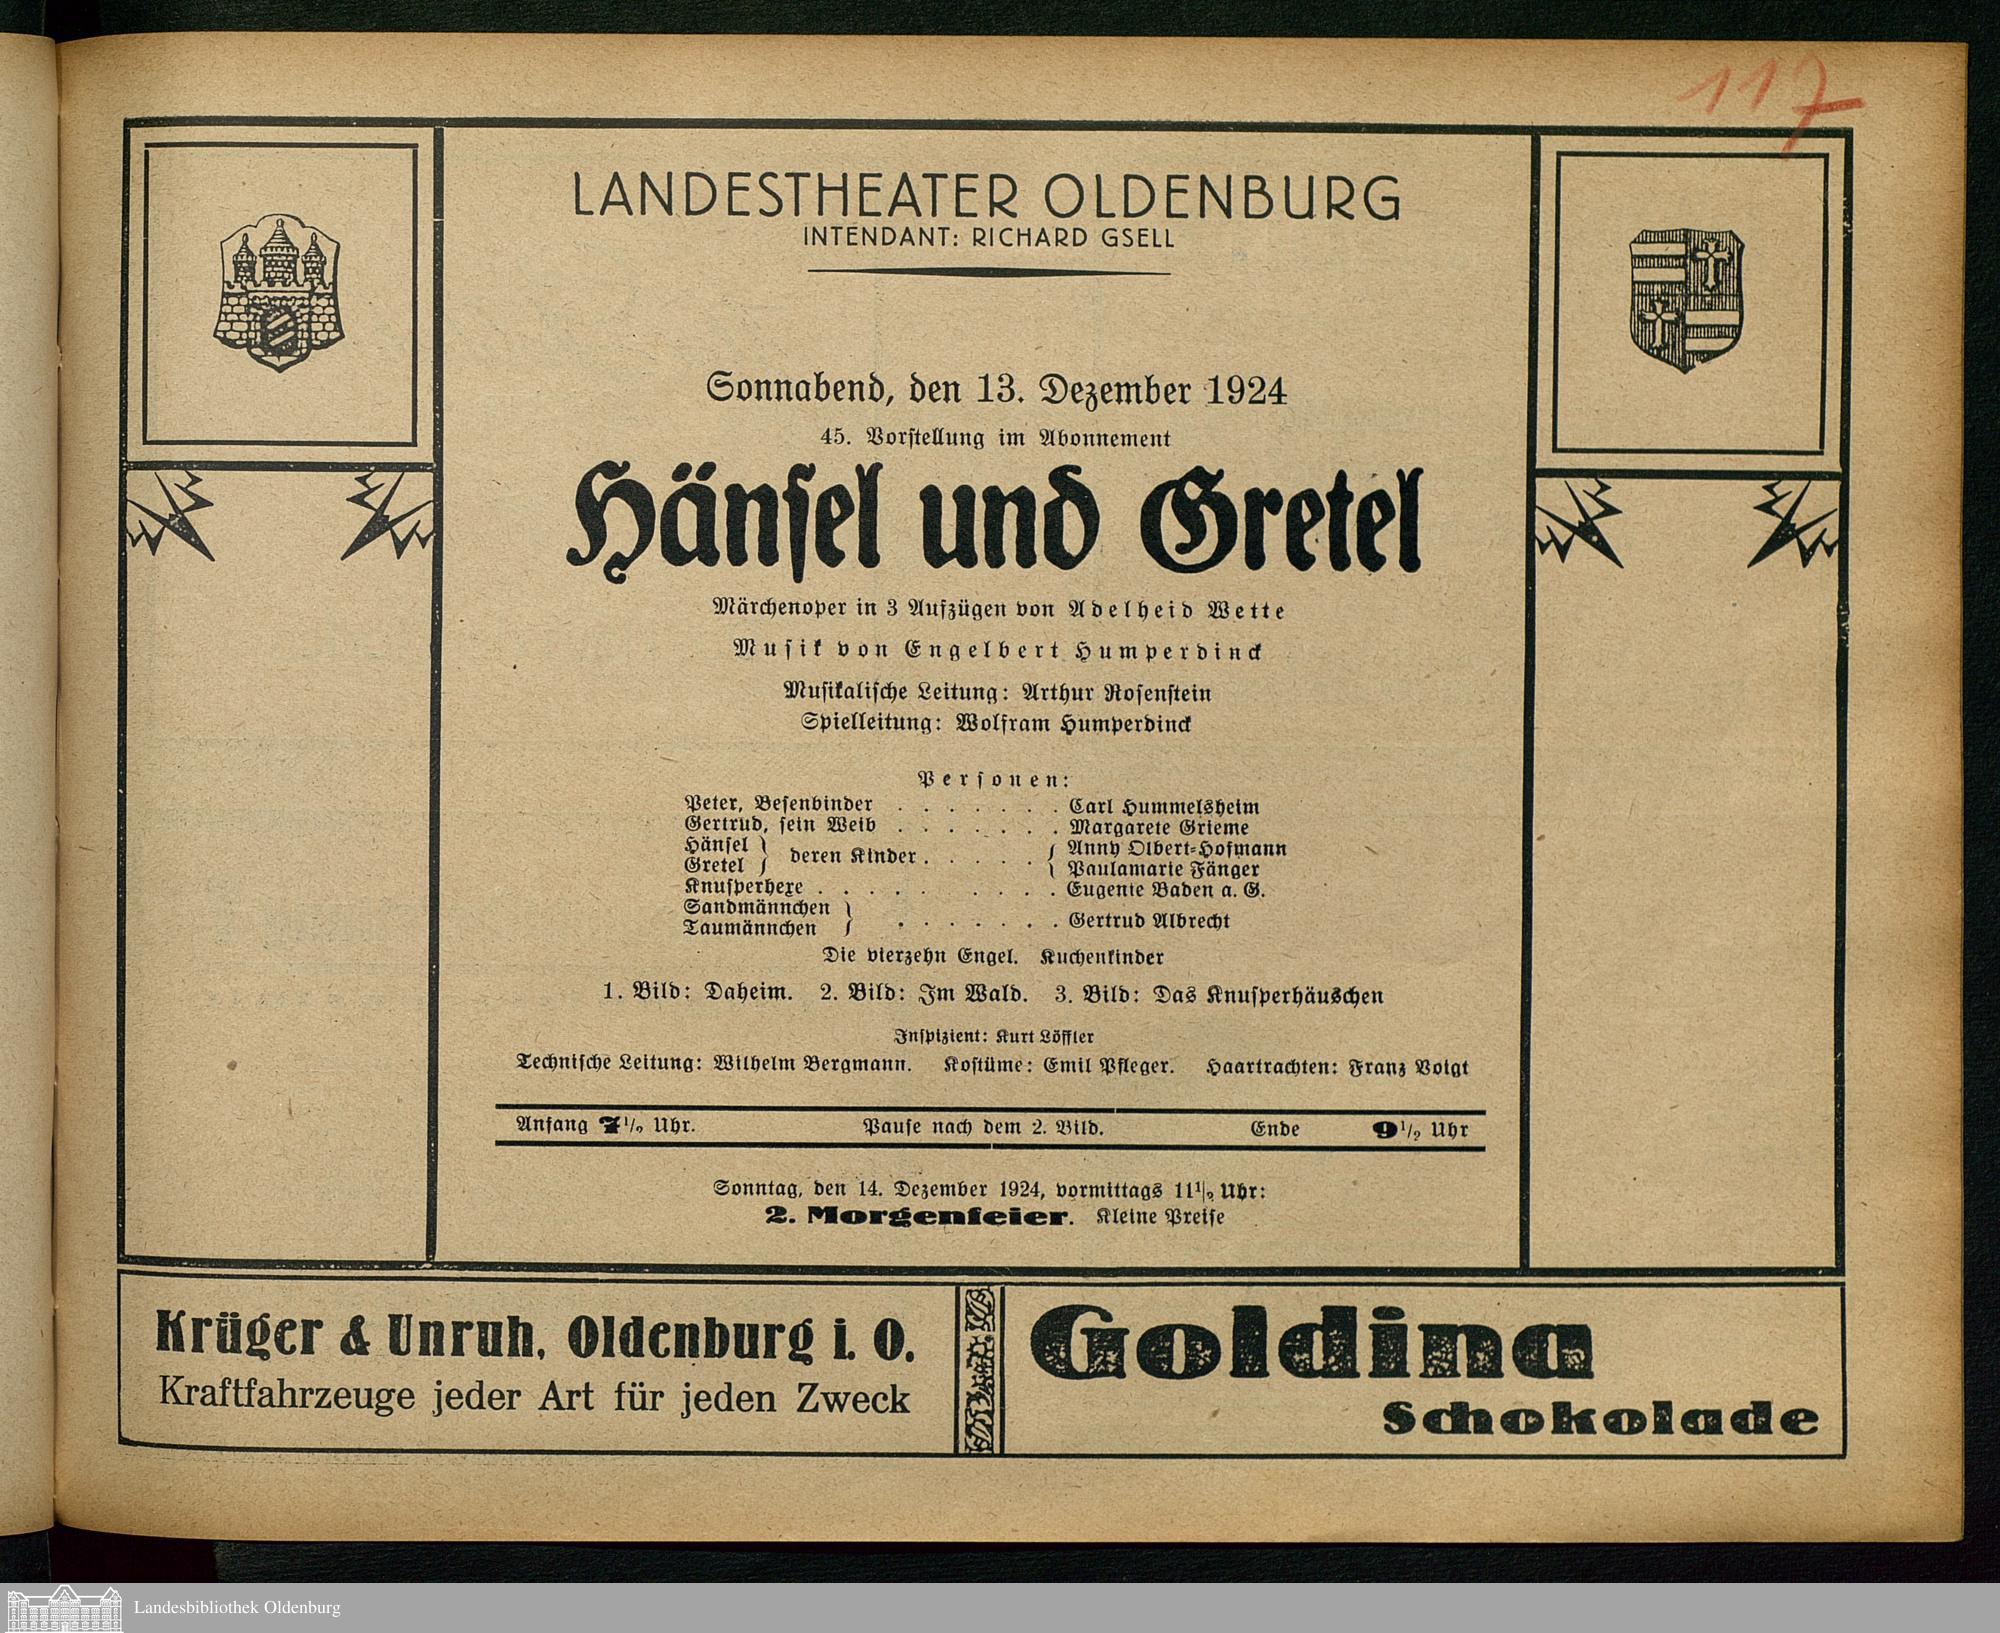 117
LANDESTHEATER OLDENBURG
INTENDANT: RICHARD GSELL
Sonnabend, den 13. Dezember 1924
45. Vorstellung im Abonnement
Hänsel und Gretel
Märchenoper in 3 Aufzügen von Adelheid Wette
Musik von Engelbert Humperdinck
Musikalische Leitung: Arthur Rosenstein
Spielleitung: Wolfram Humperdinck
Personen:
Peter, Besenbinder . . . . . . . Carl Hummelsheim
Gertrud, sein Weib . . . . . . . Margarete Grieme
Hänsel } deren Kinder . . . . . { Anny Olbert-Hofmann
Gretel } { Paulamarie Fänger
Knusperhexe . . . . . . . . . Eugenie Baden a. G.
Sandmännchen }
Taumännchen } . . . . . . . Gertrud Albrecht
Die vierzehn Engel. Kuchenkinder
1. Bild: Daheim. 2. Bild: Im Wald. 3. Bild: Das Knusperhäuschen
Inspizient: Kurt Löffler
Technische Leitung: Wilhelm Bergmann. Kostüme: Emil Pfleger. Haartrachten: Franz Voigt
Anfang 7 1/2 Uhr. Pause nach dem 2. Bild. Ende 9 1/2 Uhr
Sonntag, den 14. Dezember 1924, vormittags 11 1/2 Uhr:
2. Morgenfeier. Kleine Preise
Krüger & Unruh, Oldenburg i. O.
Kraftfahrzeuge jeder Art für jeden Zweck
Goldina
Schokolade
Landesbibliothek Oldenburg